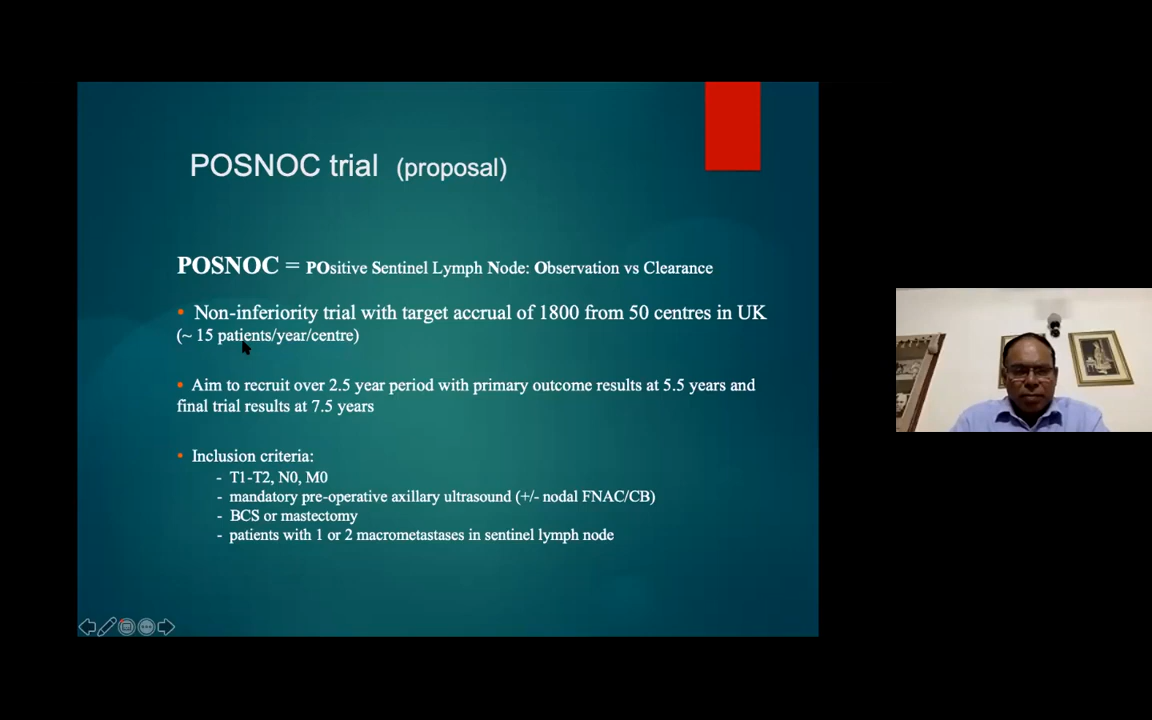 POSNOC trial (proposal)
POSNOC = POsitive Sentinel Lymph Node: Observation vs Clearance
• Non-inferiority trial with target accrual of 1800 from 50 centres in UK
(~ 15 patients/year/centre)
• Aim to recruit over 2.5 year period with primary outcome results at 5.5 years and
final trial results at 7.5 years
• Inclusion criteria:
- T1-T2, N0, M0
- mandatory pre-operative axillary ultrasound (+/- nodal FNAC/CB)
- BCS or mastectomy
- patients with 1 or 2 macrometastases in sentinel lymph node